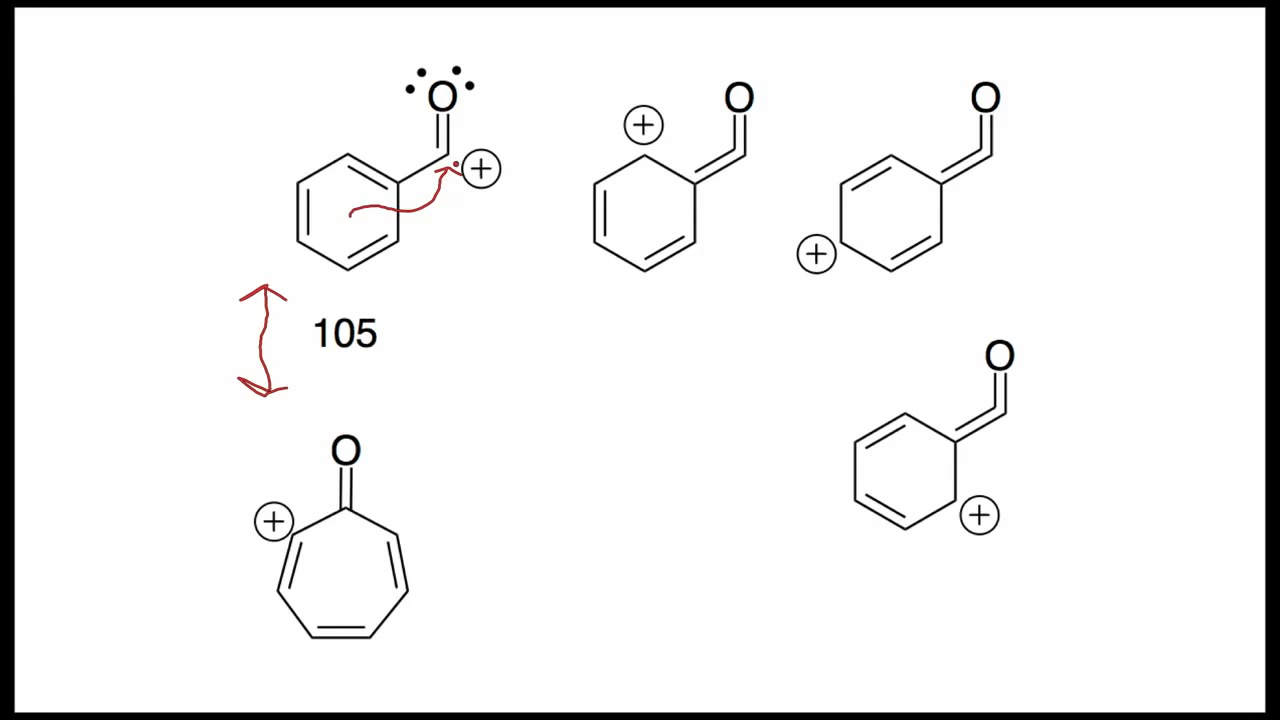 O O O
+ + +
105
O
O
+ +